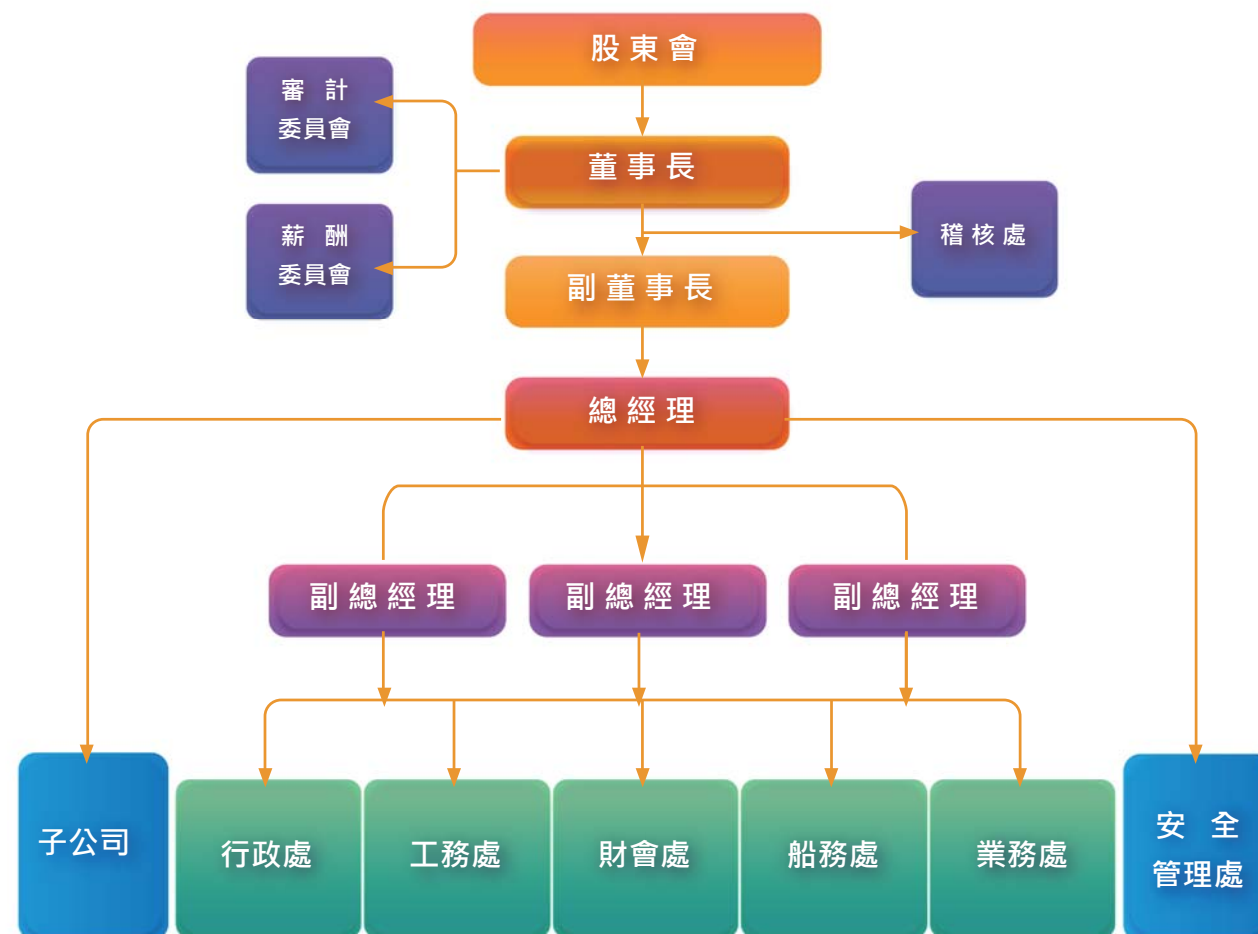 股東會
審計
委員會
董事長
薪酬
委員會
稽核處
副董事長
總經理
副總經理
副總經理
副總經理
子公司
行政處
工務處
財會處
船務處
業務處
安全
管理處